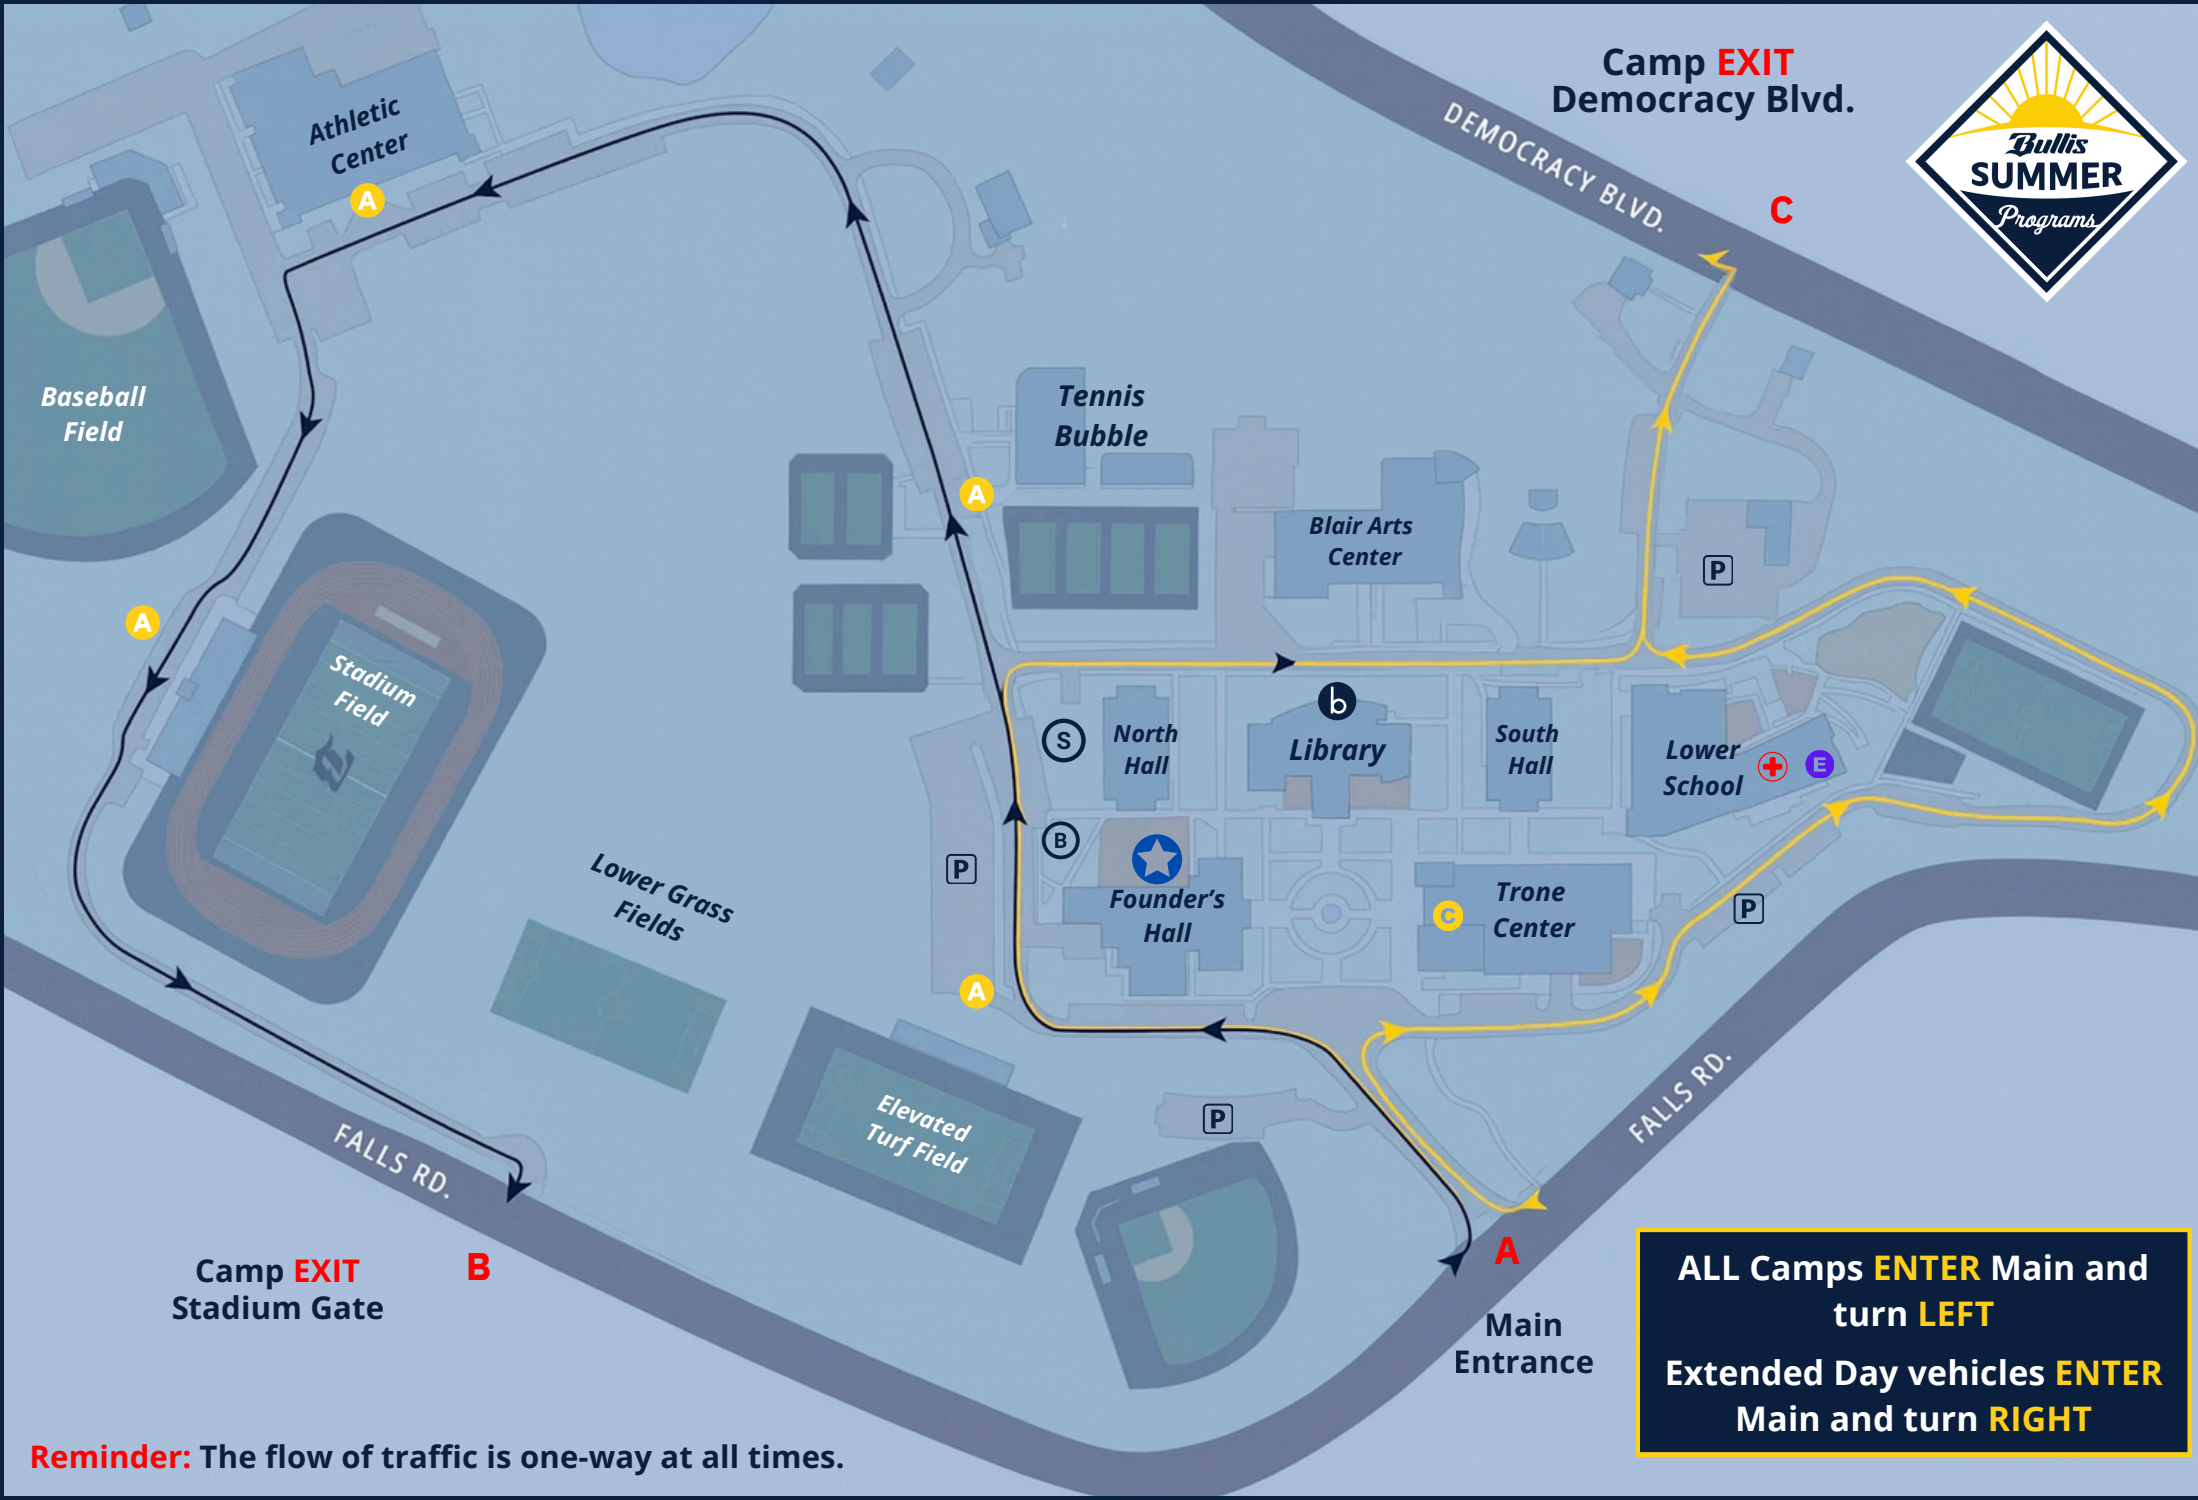 Camp EXIT
Democracy Blvd.
Bullis
SUMMER
Programs
DEMOCRACY BLVD.
C
Athletic
Center
A
Baseball
Field
Tennis
Bubble
A
Blair Arts
Center
P
A
Stadium
Field
B
S
North
Hall
b
Library
South
Hall
Lower
School
E
B
P
Founder's
Hall
Trone
Center
C
P
Lower Grass
Fields
A
Elevated
Turf Field
P
FALLS RD.
FALLS RD.
Camp EXIT
Stadium Gate
B
A
Main
Entrance
ALL Camps ENTER Main and
turn LEFT
Extended Day vehicles ENTER
Main and turn RIGHT
Reminder: The flow of traffic is one-way at all times.